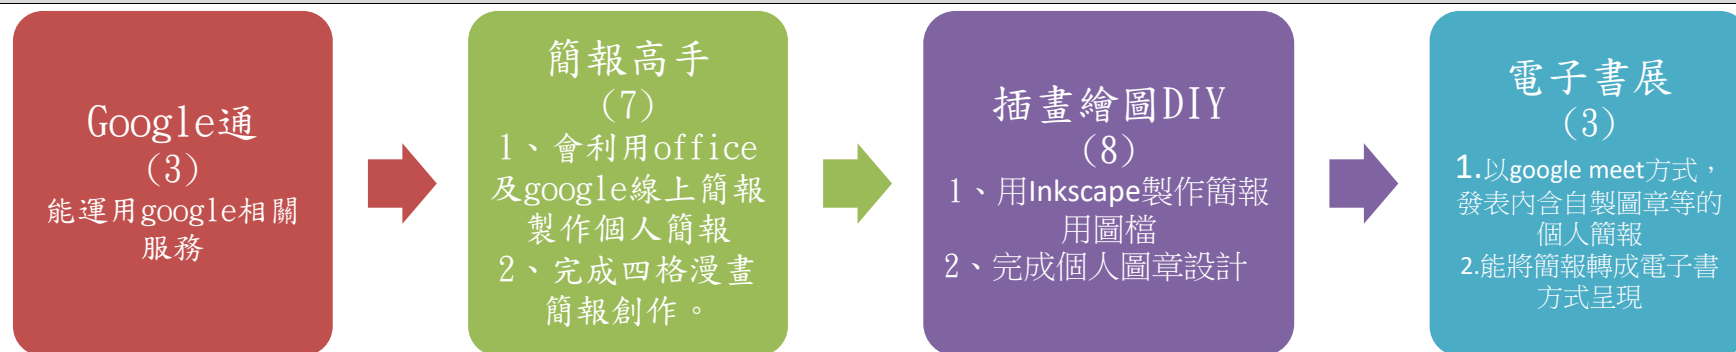 Google通
(3)
能運用google相關
服務
簡報高手
(7)
1、會利用office
及google線上簡報
製作個人簡報
2、完成四格漫畫
簡報創作。
插畫繪圖DIY
(8)
1、用Inkscape製作簡報
用圖檔
2、完成個人圖章設計
電子書展
(3)
1.以google meet方式，
發表內含自製圖章等的
個人簡報
2.能將簡報轉成電子書
方式呈現